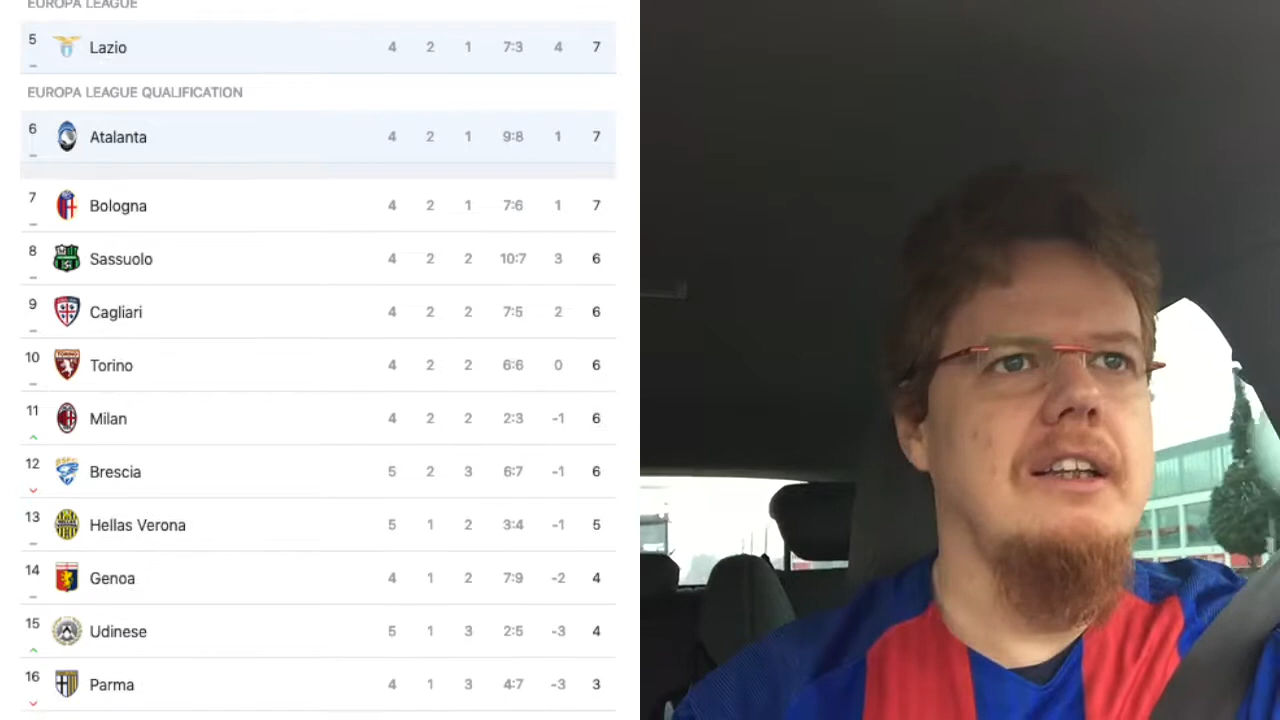 EUROPA LEAGUE
5 Lazio 4 2 1 7:3 4 7
EUROPA LEAGUE QUALIFICATION
6 Atalanta 4 2 1 9:8 1 7
7 Bologna 4 2 1 7:6 1 7
8 Sassuolo 4 2 2 10:7 3 6
9 Cagliari 4 2 2 7:5 2 6
10 Torino 4 2 2 6:6 0 6
11 Milan 4 2 2 2:3 -1 6
12 Brescia 5 2 3 6:7 -1 6
13 Hellas Verona 5 1 2 3:4 -1 5
14 Genoa 4 1 2 7:9 -2 4
15 Udinese 5 1 3 2:5 -3 4
16 Parma 4 1 3 4:7 -3 3